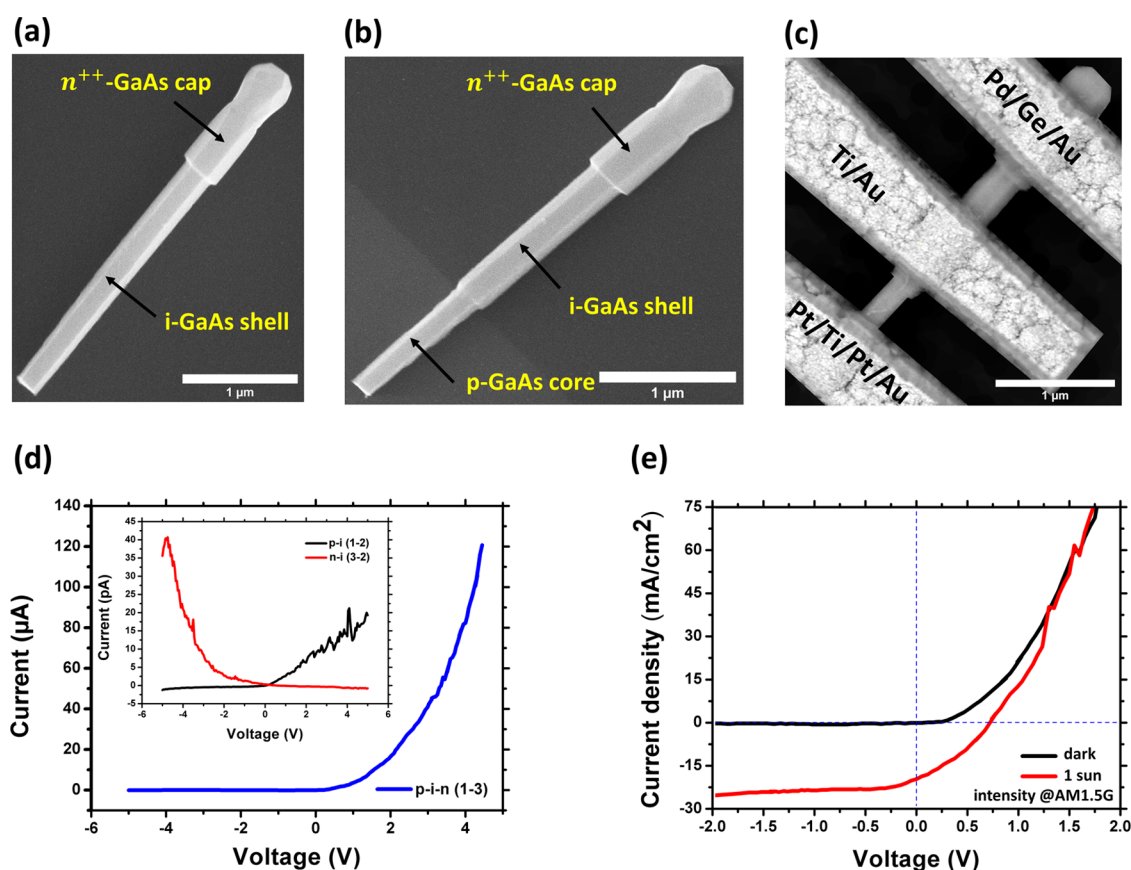 (a)
n⁺⁺-GaAs cap
i-GaAs shell
1 μm
(b)
n⁺⁺-GaAs cap
i-GaAs shell
p-GaAs core
1 μm
(c)
Pd/Ge/Au
Ti/Au
Pt/Ti/Pt/Au
1 μm
(d)
Current (μA)
140
120
100
80
60
40
20
0
-6 -4 -2 0 2 4
Voltage (V)
p-i-n (1-3)
Current (pA)
45
40
35
30
25
20
15
10
5
0
-5
-6 -4 -2 0 2 4 6
Voltage (V)
p-i (1-2)
n-i (3-2)
(e)
Current density (mA/cm²)
75
60
45
30
15
0
-15
-30
-2.0 -1.5 -1.0 -0.5 0.0 0.5 1.0 1.5 2.0
Voltage (V)
dark
1 sun
intensity @AM1.5G